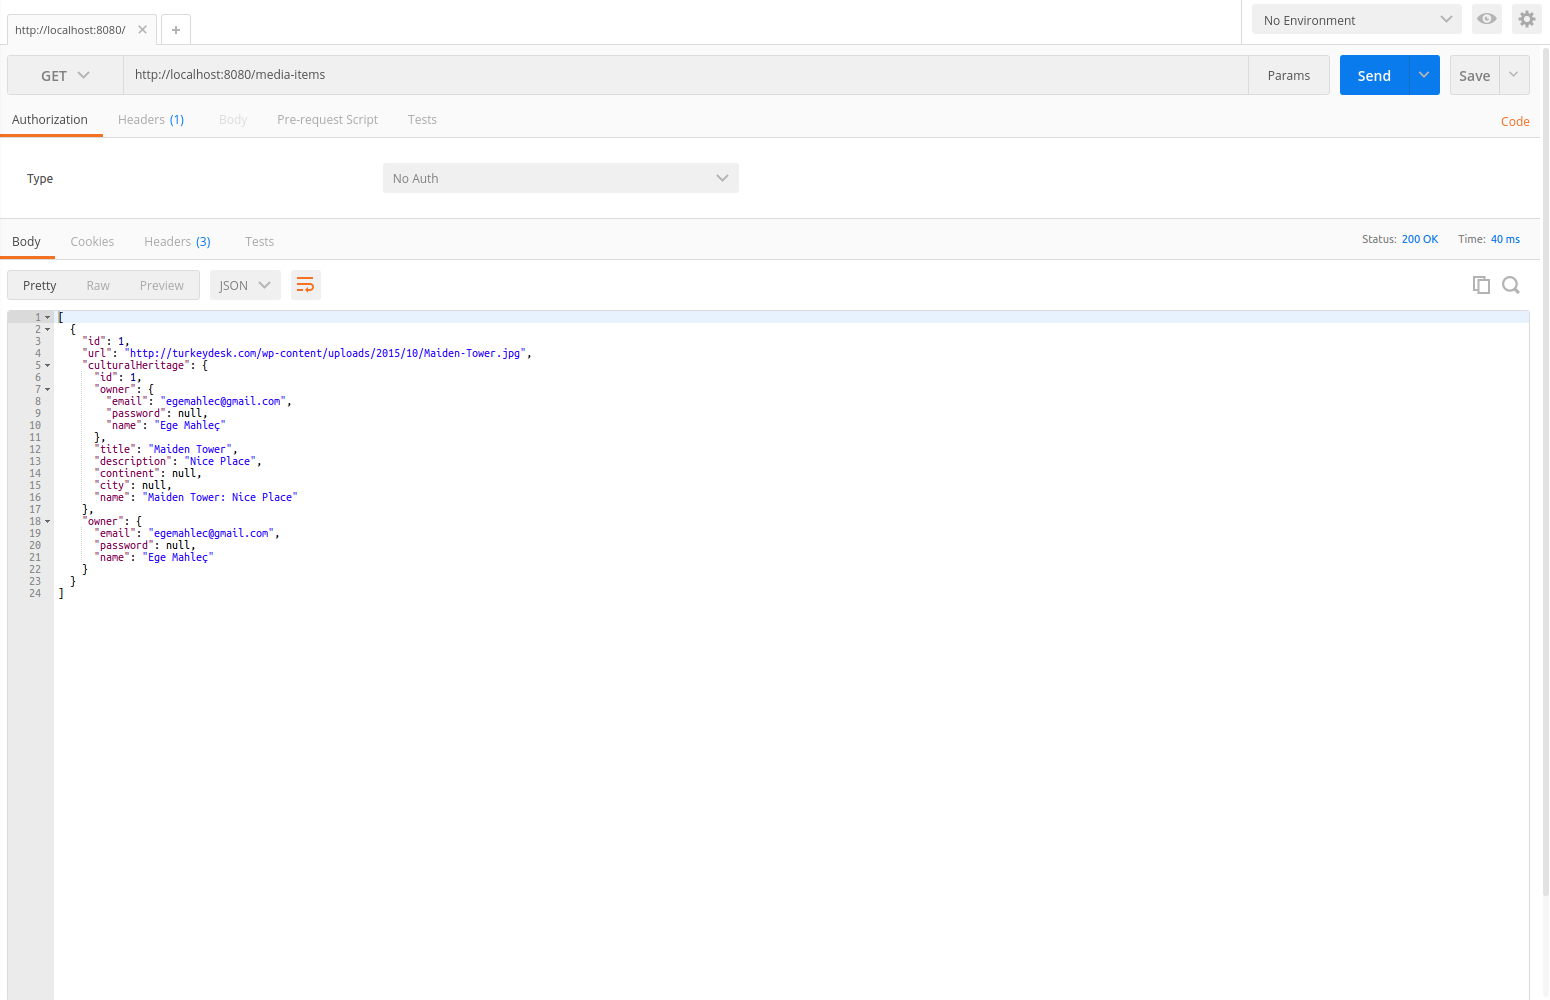 http://localhost:8080/
No Environment
GET http://localhost:8080/media-items Params Send Save
Authorization Headers (1) Body Pre-request Script Tests Code
Type No Auth
Body Cookies Headers (3) Tests Status: 200 OK Time: 40 ms
Pretty Raw Preview JSON
1 [
2 {
3 "id": 1,
4 "url": "http://turkeydesk.com/wp-content/uploads/2015/10/Maiden-Tower.jpg",
5 "culturalHeritage": {
6 "id": 1,
7 "owner": {
8 "email": "egemahlec@gmail.com",
9 "password": null,
10 "name": "Ege Mahleç"
11 },
12 "title": "Maiden Tower",
13 "description": "Nice Place",
14 "continent": null,
15 "city": null,
16 "name": "Maiden Tower: Nice Place"
17 },
18 "owner": {
19 "email": "egemahlec@gmail.com",
20 "password": null,
21 "name": "Ege Mahleç"
22 }
23 }
24 ]